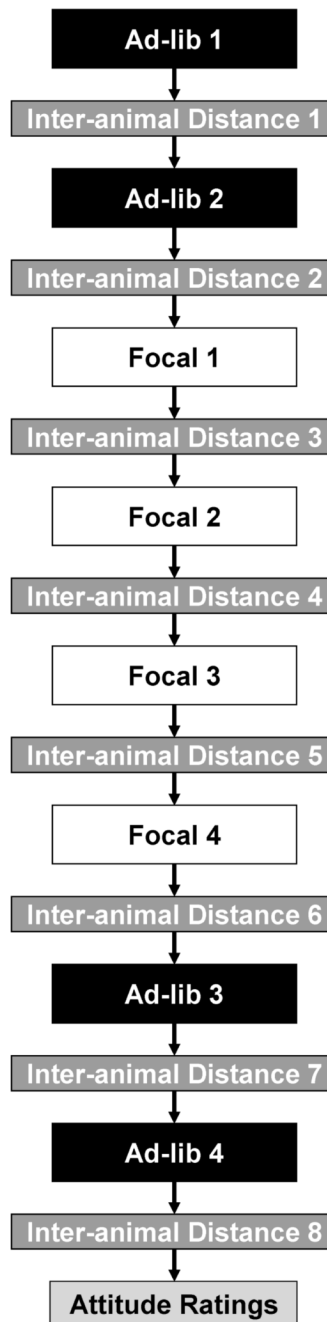 Ad-lib 1
Inter-animal Distance 1
Ad-lib 2
Inter-animal Distance 2
Focal 1
Inter-animal Distance 3
Focal 2
Inter-animal Distance 4
Focal 3
Inter-animal Distance 5
Focal 4
Inter-animal Distance 6
Ad-lib 3
Inter-animal Distance 7
Ad-lib 4
Inter-animal Distance 8
Attitude Ratings